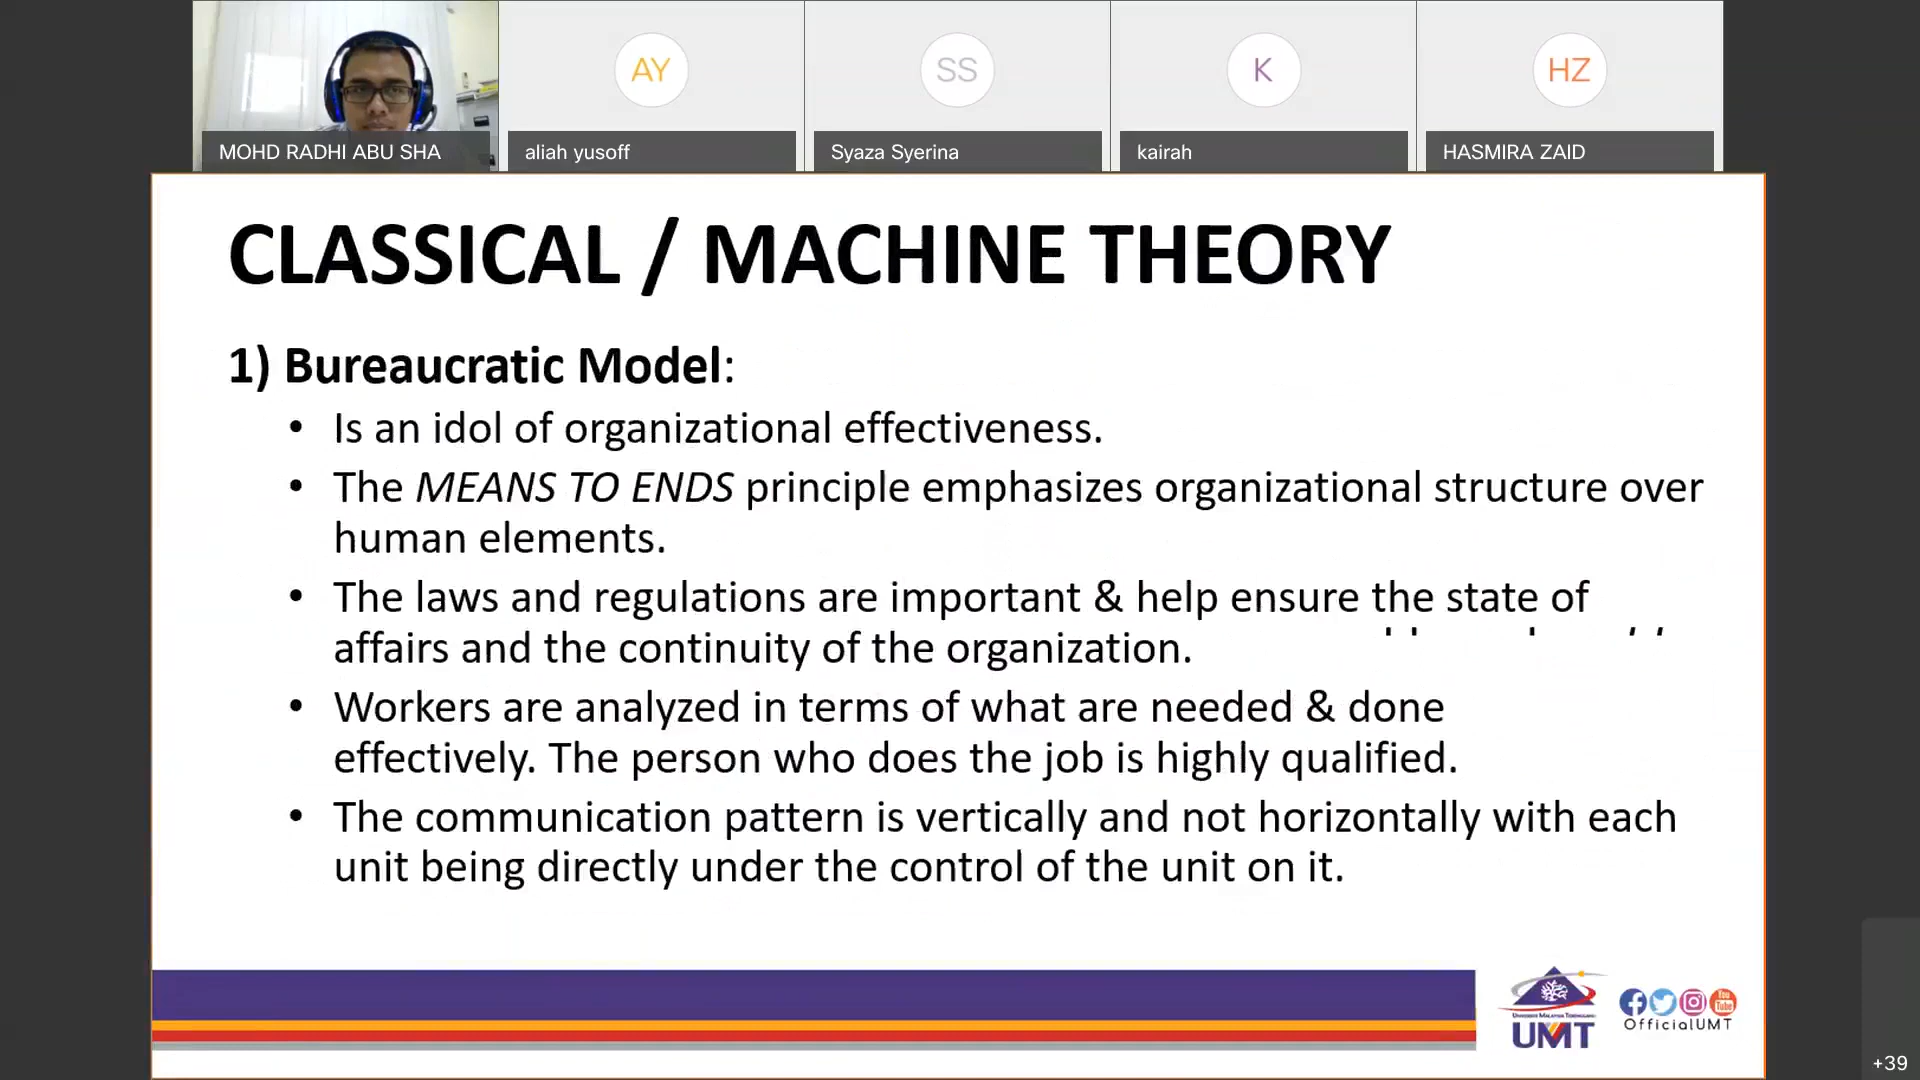 AY
SS
K
HZ
MOHD RADHI ABU SHA
aliah yusoff
Syaza Syerina
kairah
HASMIRA ZAID
CLASSICAL / MACHINE THEORY
1) Bureaucratic Model:
• Is an idol of organizational effectiveness.
• The MEANS TO ENDS principle emphasizes organizational structure over
human elements.
• The laws and regulations are important & help ensure the state of
affairs and the continuity of the organization.
• Workers are analyzed in terms of what are needed & done
effectively. The person who does the job is highly qualified.
• The communication pattern is vertically and not horizontally with each
unit being directly under the control of the unit on it.
UNIVERSITI MALAYSIA TERENGGANU
UMT
You
Tube
OfficialUMT
+39